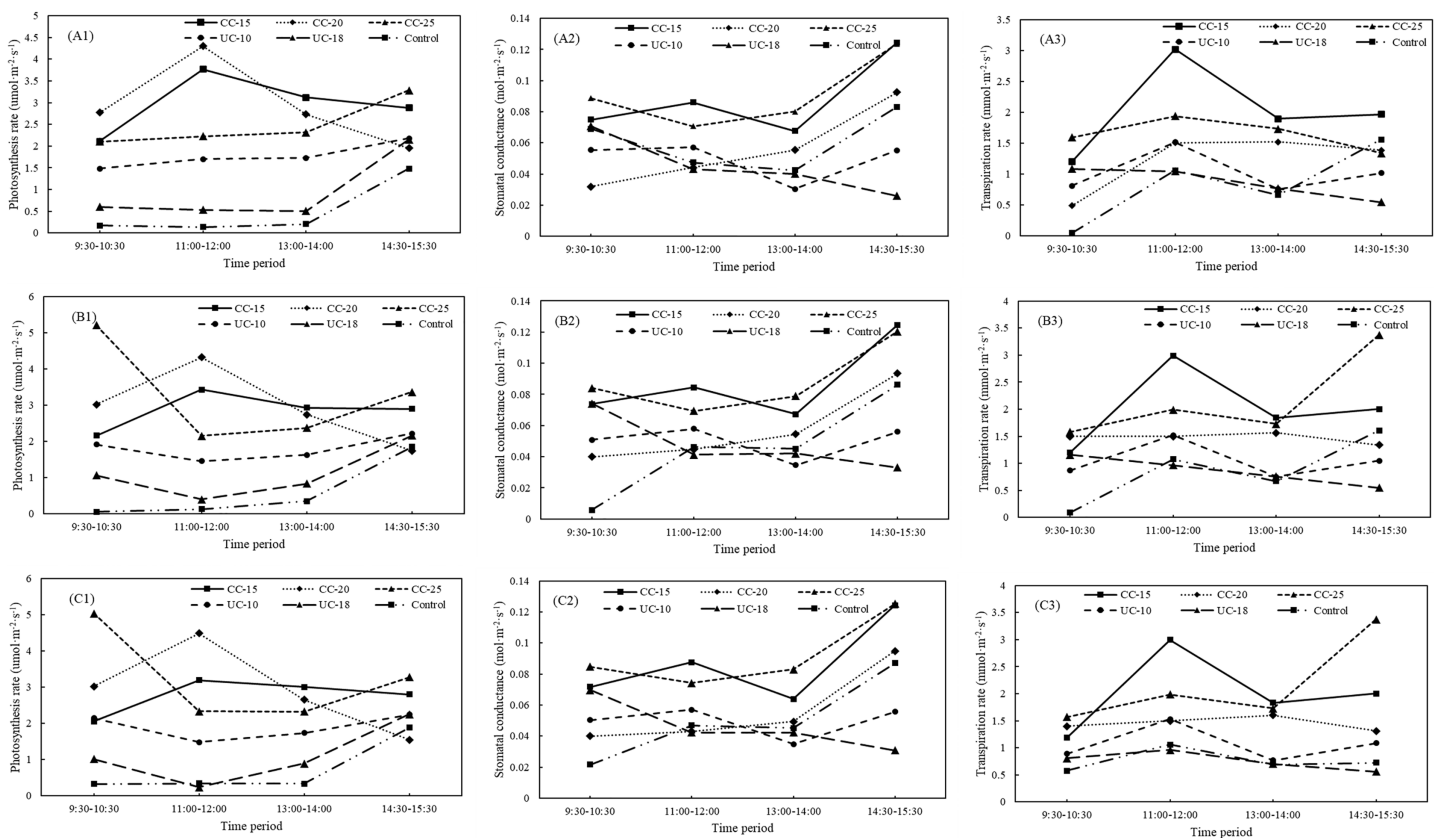 (A1)
CC-15 CC-20 CC-25
UC-10 UC-18 Control
Photosynthesis rate (umol·m⁻²·s⁻¹)
5
4.5
4
3.5
3
2.5
2
1.5
1
0.5
0
9:30-10:30 11:00-12:00 13:00-14:00 14:30-15:30
Time period
(A2)
CC-15 CC-20 CC-25
UC-10 UC-18 Control
Stomatal conductance (mol·m⁻²·s⁻¹)
0.14
0.12
0.1
0.08
0.06
0.04
0.02
0.00
9:30-10:30 11:00-12:00 13:00-14:00 14:30-15:30
Time period
(A3)
CC-15 CC-20 CC-25
UC-10 UC-18 Control
Transpiration rate (mmol·m⁻²·s⁻¹)
3.5
3
2.5
2
1.5
1
0.5
0
9:30-10:30 11:00-12:00 13:00-14:00 14:30-15:30
Time period
(B1)
CC-15 CC-20 CC-25
UC-10 UC-18 Control
Photosynthesis rate (umol·m⁻²·s⁻¹)
6
5
4
3
2
1
0
9:30-10:30 11:00-12:00 13:00-14:00 14:30-15:30
Time period
(B2)
CC-15 CC-20 CC-25
UC-10 UC-18 Control
Stomatal conductance (mol·m⁻²·s⁻¹)
0.14
0.12
0.1
0.08
0.06
0.04
0.02
0
9:30-10:30 11:00-12:00 13:00-14:00 14:30-15:30
Time period
(B3)
CC-15 CC-20 CC-25
UC-10 UC-18 Control
Transpiration rate (mmol·m⁻²·s⁻¹)
4
3.5
3
2.5
2
1.5
1
0.5
0
9:30-10:30 11:00-12:00 13:00-14:00 14:30-15:30
Time period
(C1)
CC-15 CC-20 CC-25
UC-10 UC-18 Control
Photosynthesis rate (umol·m⁻²·s⁻¹)
6
5
4
3
2
1
0
9:30-10:30 11:00-12:00 13:00-14:00 14:30-15:30
Time period
(C2)
CC-15 CC-20 CC-25
UC-10 UC-18 Control
Stomatal conductance (mol·m⁻²·s⁻¹)
0.14
0.12
0.1
0.08
0.06
0.04
0.02
0.00
9:30-10:30 11:00-12:00 13:00-14:00 14:30-15:30
Time period
(C3)
CC-15 CC-20 CC-25
UC-10 UC-18 Control
Transpiration rate (mmol·m⁻²·s⁻¹)
4
3.5
3
2.5
2
1.5
1
0.5
0
9:30-10:30 11:00-12:00 13:00-14:00 14:30-15:30
Time period